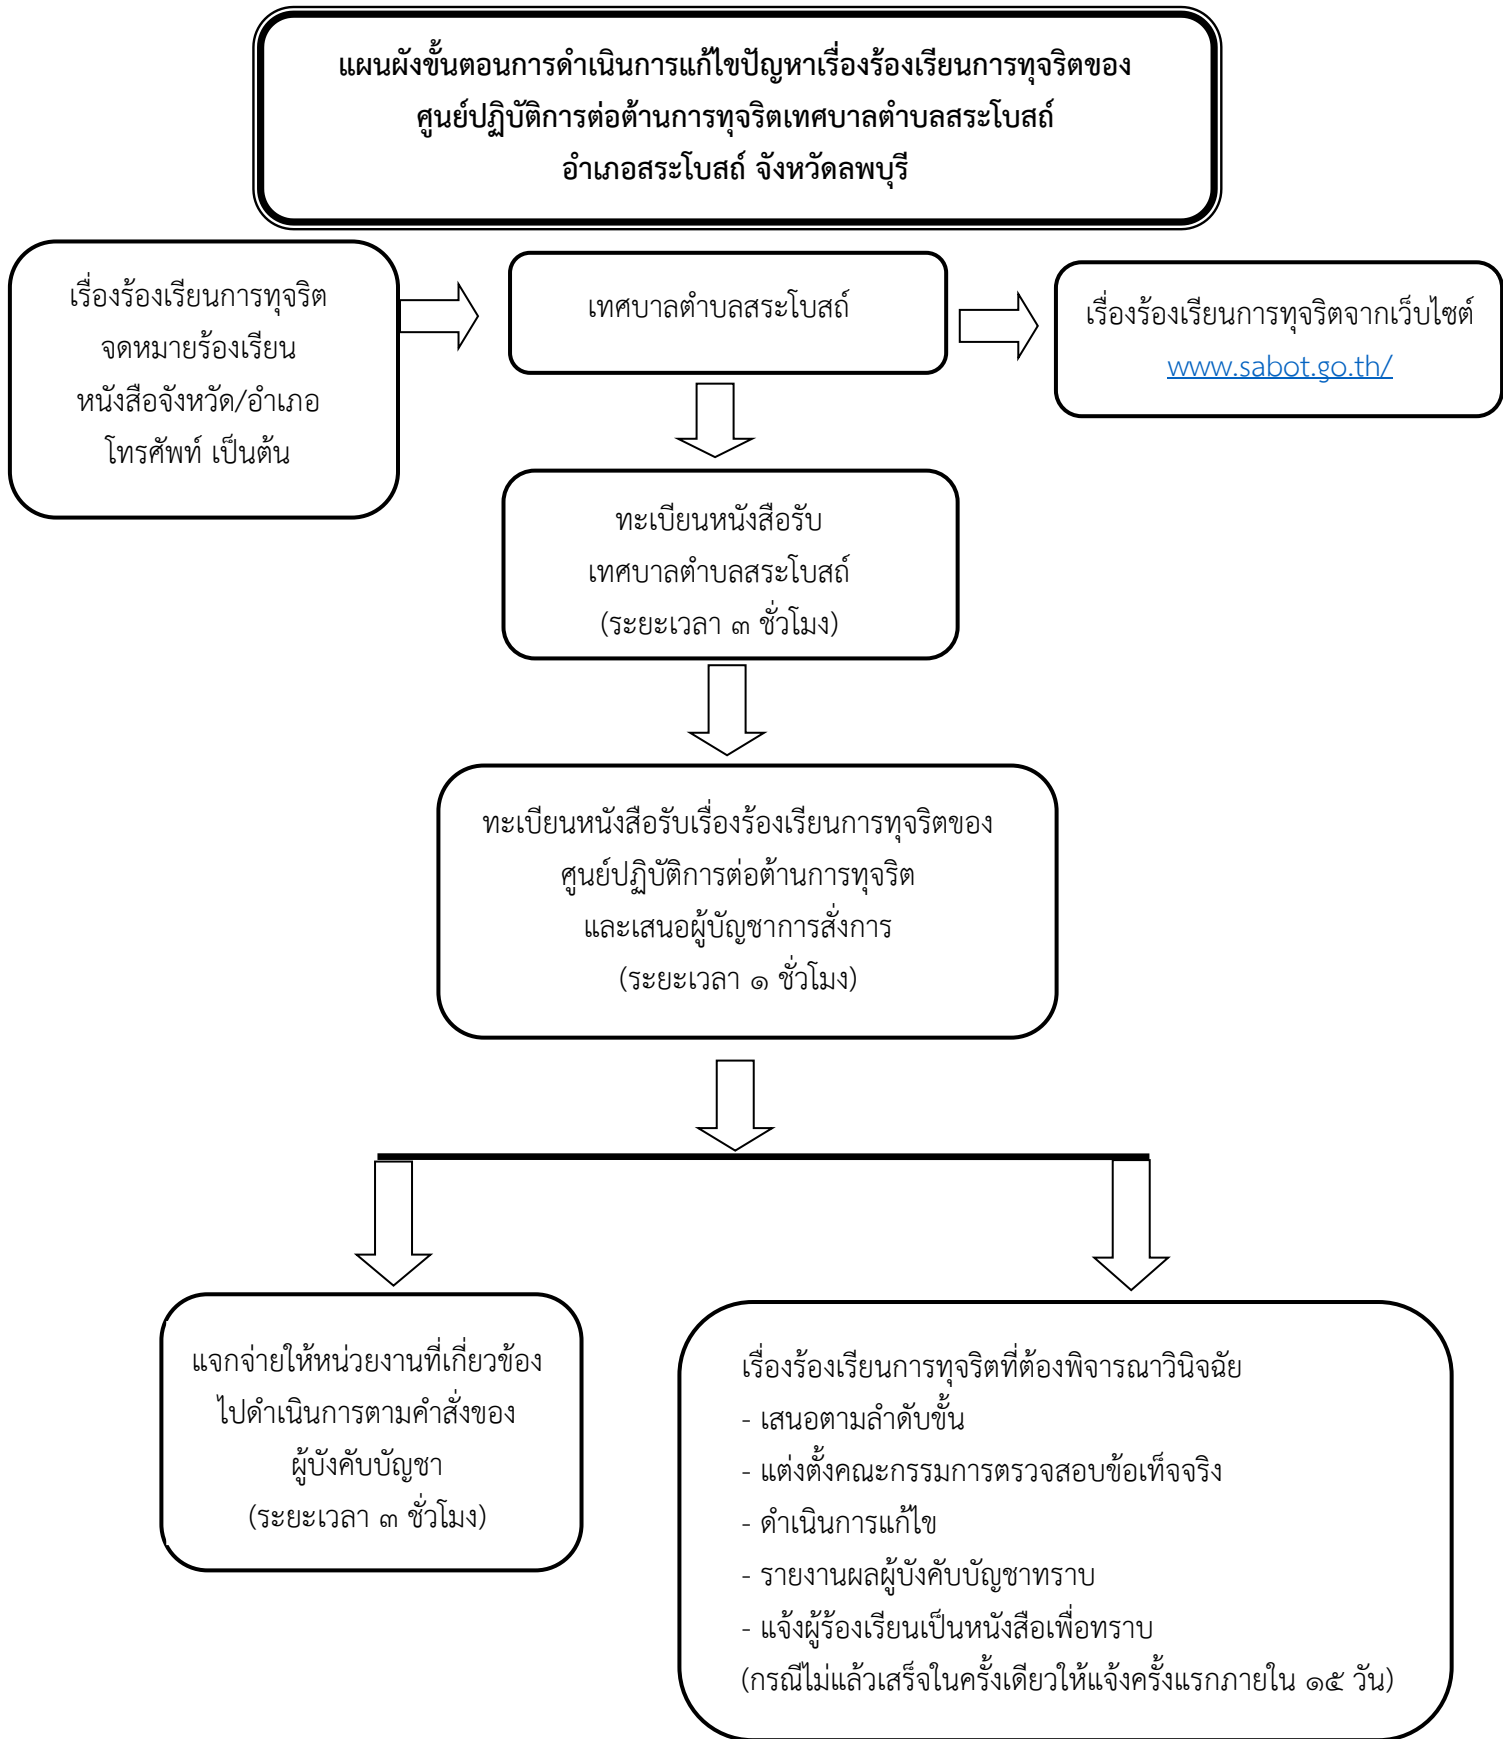 แผนผังขั้นตอนการดำเนินการแก้ไขปัญหาเรื่องร้องเรียนการทุจริตของ
ศูนย์ปฏิบัติการต่อต้านการทุจริตเทศบาลตำบลสระโบสถ์
อำเภอสระโบสถ์ จังหวัดลพบุรี
เรื่องร้องเรียนการทุจริต
จดหมายร้องเรียน
หนังสือจังหวัด/อำเภอ
โทรศัพท์ เป็นต้น
เทศบาลตำบลสระโบสถ์
เรื่องร้องเรียนการทุจริตจากเว็บไซต์
www.sabot.go.th/
ทะเบียนหนังสือรับ
เทศบาลตำบลสระโบสถ์
(ระยะเวลา ๓ ชั่วโมง)
ทะเบียนหนังสือรับเรื่องร้องเรียนการทุจริตของ
ศูนย์ปฏิบัติการต่อต้านการทุจริต
และเสนอผู้บัญชาการสั่งการ
(ระยะเวลา ๑ ชั่วโมง)
แจกจ่ายให้หน่วยงานที่เกี่ยวข้อง
ไปดำเนินการตามคำสั่งของ
ผู้บังคับบัญชา
(ระยะเวลา ๓ ชั่วโมง)
เรื่องร้องเรียนการทุจริตที่ต้องพิจารณาวินิจฉัย
- เสนอตามลำดับขั้น
- แต่งตั้งคณะกรรมการตรวจสอบข้อเท็จจริง
- ดำเนินการแก้ไข
- รายงานผลผู้บังคับบัญชาทราบ
- แจ้งผู้ร้องเรียนเป็นหนังสือเพื่อทราบ
(กรณีไม่แล้วเสร็จในครั้งเดียวให้แจ้งครั้งแรกภายใน ๑๕ วัน)